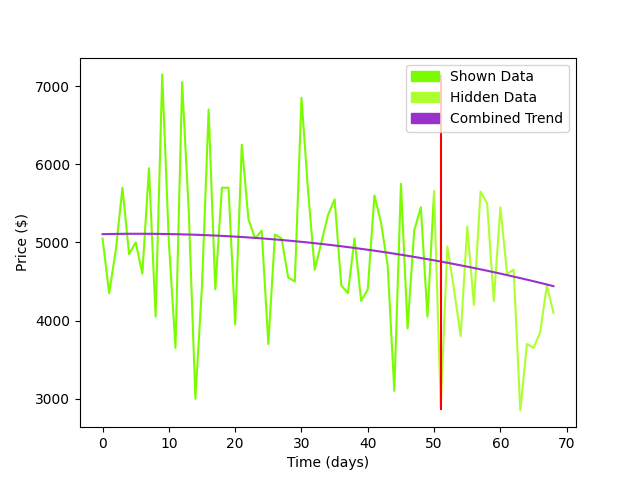 Shown Data
Hidden Data
Combined Trend
Price ($)
7000
6000
5000
4000
3000
0 10 20 30 40 50 60 70
Time (days)